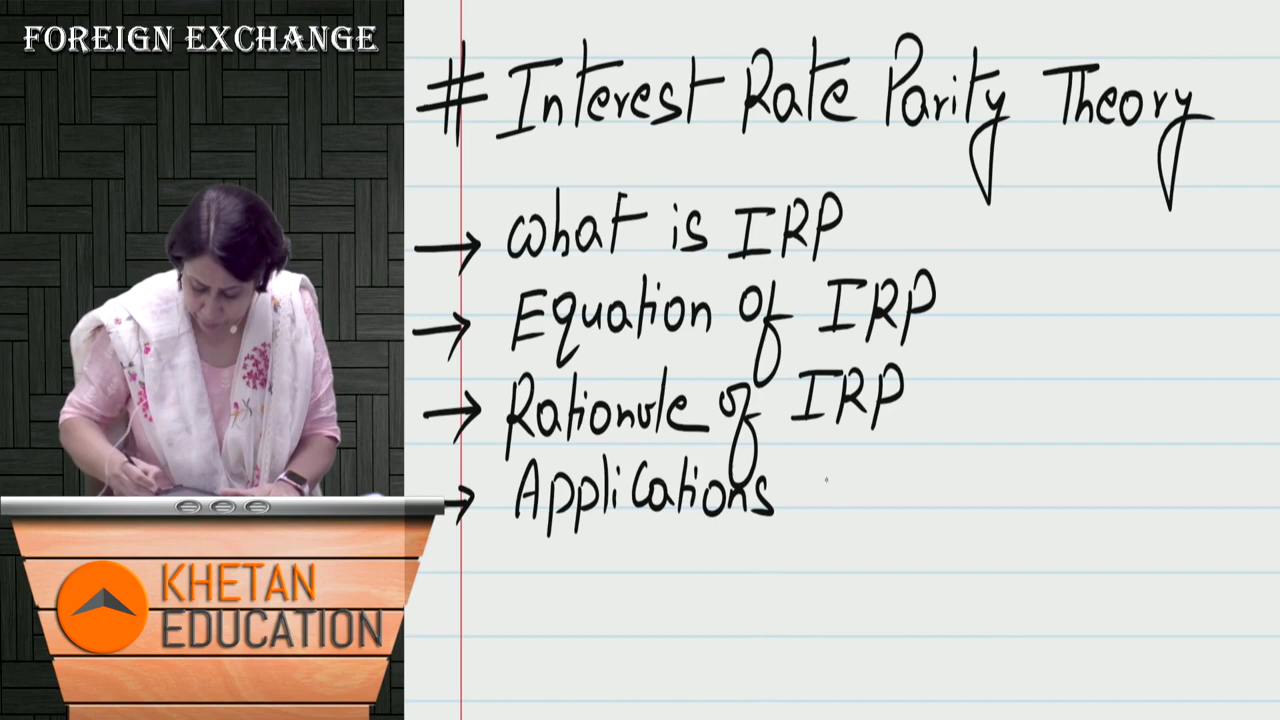 FOREIGN EXCHANGE
# Interest Rate Parity Theory
→ What is IRP
→ Equation of IRP
→ Rationale of IRP
→ Applications
KHETAN
EDUCATION